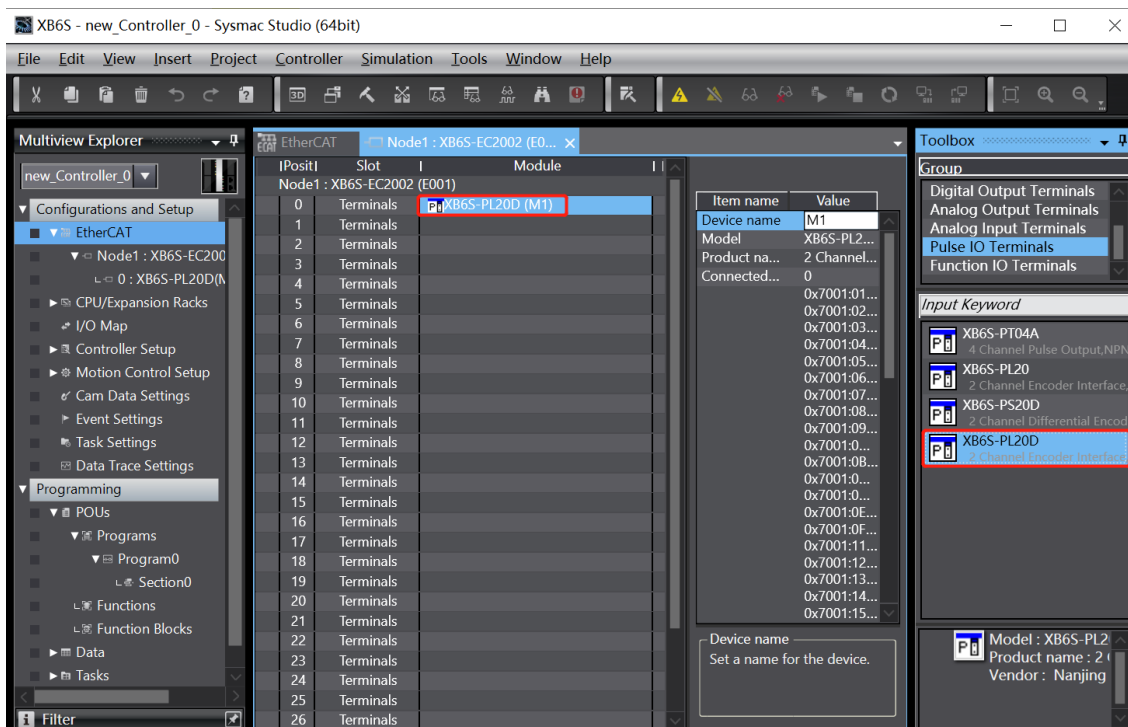 XB6S - new_Controller_0 - Sysmac Studio (64bit)
File Edit View Insert Project Controller Simulation Tools Window Help
Multiview Explorer
new_Controller_0
Configurations and Setup
EtherCAT
Node1 : XB6S-EC200
0 : XB6S-PL20D(M
CPU/Expansion Racks
I/O Map
Controller Setup
Motion Control Setup
Cam Data Settings
Event Settings
Task Settings
Data Trace Settings
Programming
POUs
Programs
Program0
Section0
Functions
Function Blocks
Data
Tasks
Filter
EtherCAT
Node1 : XB6S-EC2002 (E0...
Posit Slot Module
Node1 : XB6S-EC2002 (E001)
0 Terminals XB6S-PL20D (M1)
1 Terminals
2 Terminals
3 Terminals
4 Terminals
5 Terminals
6 Terminals
7 Terminals
8 Terminals
9 Terminals
10 Terminals
11 Terminals
12 Terminals
13 Terminals
14 Terminals
15 Terminals
16 Terminals
17 Terminals
18 Terminals
19 Terminals
20 Terminals
21 Terminals
22 Terminals
23 Terminals
24 Terminals
25 Terminals
26 Terminals
Item name Value
Device name M1
Model XB6S-PL2...
Product na... 2 Channel...
Connected... 0
0x7001:01...
0x7001:02...
0x7001:03...
0x7001:04...
0x7001:05...
0x7001:06...
0x7001:07...
0x7001:08...
0x7001:09...
0x7001:0...
0x7001:0B...
0x7001:0...
0x7001:0...
0x7001:0E...
0x7001:0F...
0x7001:11...
0x7001:12...
0x7001:13...
0x7001:14...
0x7001:15...
Device name
Set a name for the device.
Toolbox
Group
Digital Output Terminals
Analog Output Terminals
Analog Input Terminals
Pulse IO Terminals
Function IO Terminals
Input Keyword
XB6S-PT04A
4 Channel Pulse Output,NPN
XB6S-PL20
2 Channel Encoder Interface,
XB6S-PS20D
2 Channel Differential Encod
XB6S-PL20D
2 Channel Encoder Interface
Model : XB6S-PL2
Product name : 2
Vendor : Nanjing